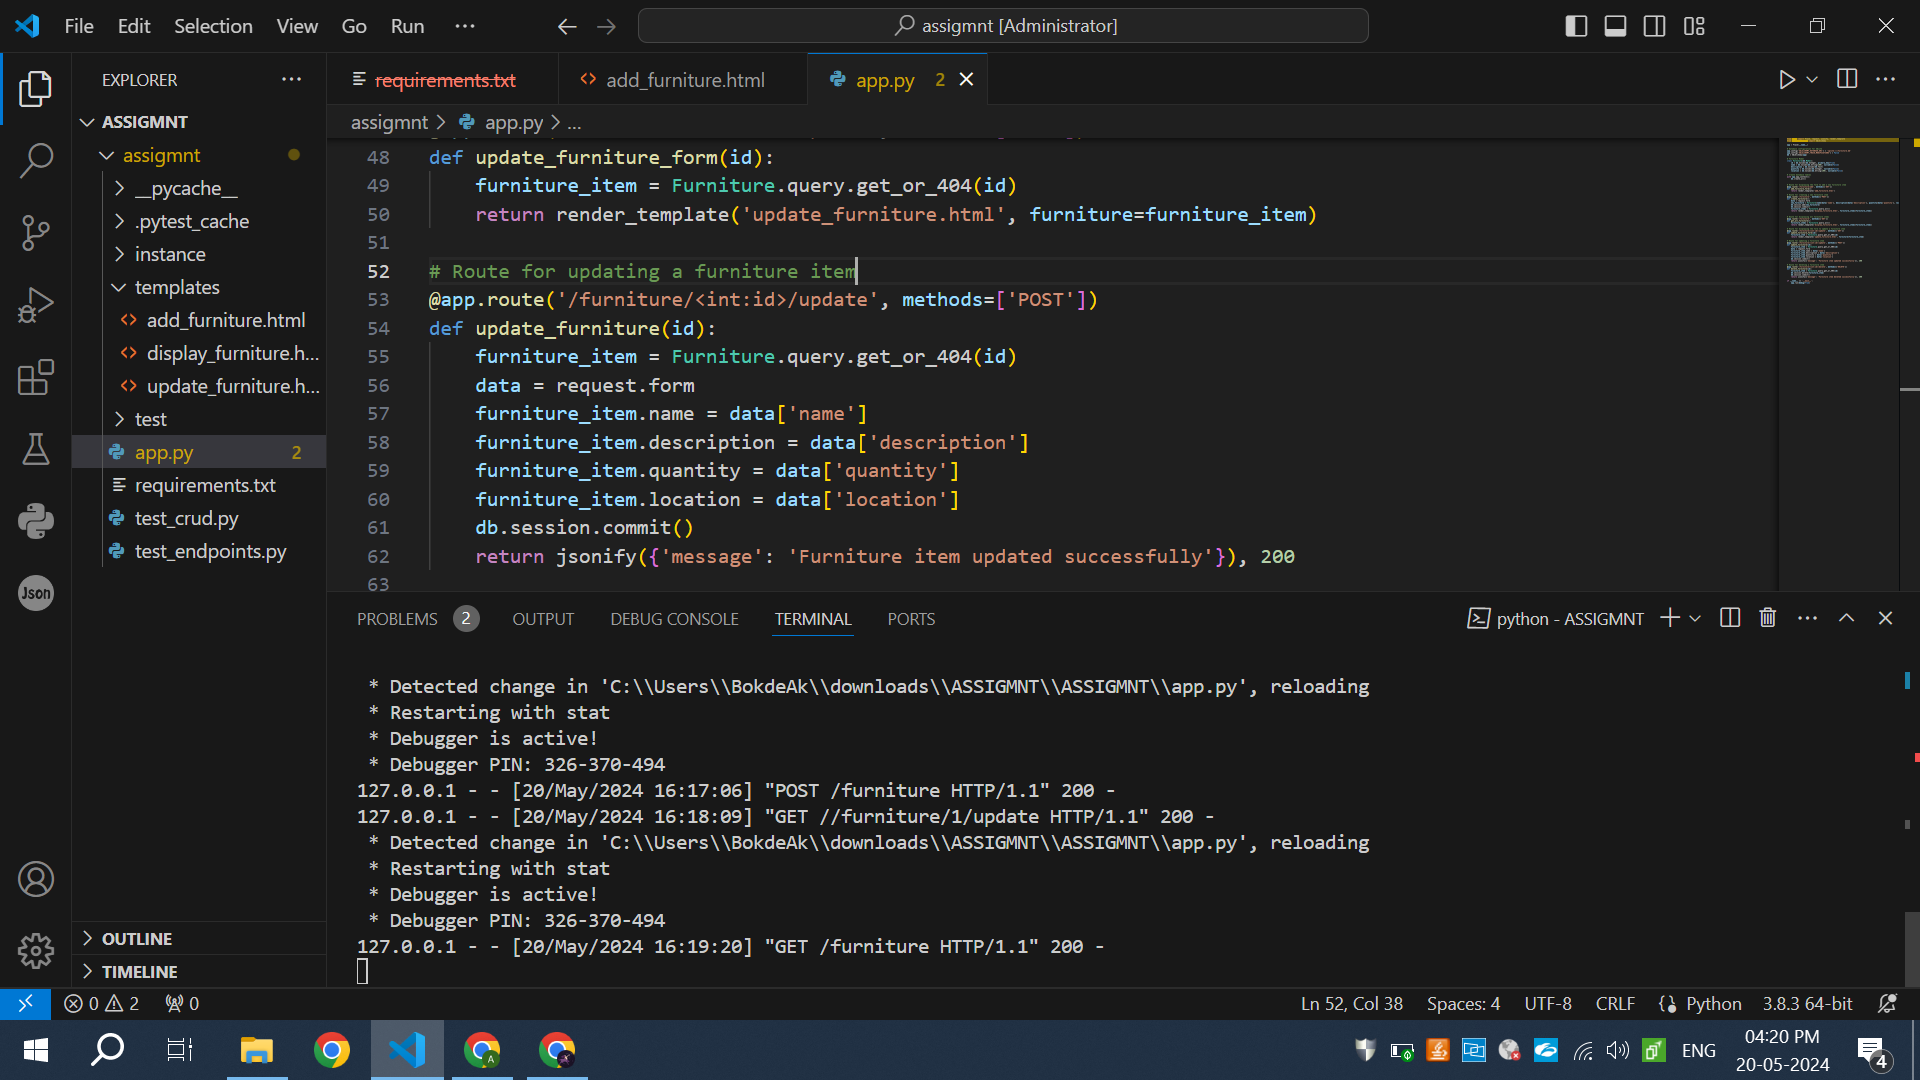 File Edit Selection View Go Run ···
assigmnt [Administrator]
EXPLORER
requirements.txt
add_furniture.html
app.py 2
ASSIGMNT
assigmnt > app.py > ...
assigmnt
__pycache__
.pytest_cache
instance
templates
add_furniture.html
display_furniture.h...
update_furniture.h...
test
app.py 2
requirements.txt
test_crud.py
test_endpoints.py
Json
OUTLINE
TIMELINE
48 def update_furniture_form(id):
49 furniture_item = Furniture.query.get_or_404(id)
50 return render_template('update_furniture.html', furniture=furniture_item)
51
52 # Route for updating a furniture item
53 @app.route('/furniture/<int:id>/update', methods=['POST'])
54 def update_furniture(id):
55 furniture_item = Furniture.query.get_or_404(id)
56 data = request.form
57 furniture_item.name = data['name']
58 furniture_item.description = data['description']
59 furniture_item.quantity = data['quantity']
60 furniture_item.location = data['location']
61 db.session.commit()
62 return jsonify({'message': 'Furniture item updated successfully'}), 200
63
PROBLEMS 2 OUTPUT DEBUG CONSOLE TERMINAL PORTS
python - ASSIGMNT
* Detected change in 'C:\\Users\\BokdeAk\\downloads\\ASSIGMNT\\ASSIGMNT\\app.py', reloading
* Restarting with stat
* Debugger is active!
* Debugger PIN: 326-370-494
127.0.0.1 - - [20/May/2024 16:17:06] "POST /furniture HTTP/1.1" 200 -
127.0.0.1 - - [20/May/2024 16:18:09] "GET //furniture/1/update HTTP/1.1" 200 -
* Detected change in 'C:\\Users\\BokdeAk\\downloads\\ASSIGMNT\\ASSIGMNT\\app.py', reloading
* Restarting with stat
* Debugger is active!
* Debugger PIN: 326-370-494
127.0.0.1 - - [20/May/2024 16:19:20] "GET /furniture HTTP/1.1" 200 -
0 2 0
Ln 52, Col 38 Spaces: 4 UTF-8 CRLF {} Python 3.8.3 64-bit
A
ENG
04:20 PM
20-05-2024
4